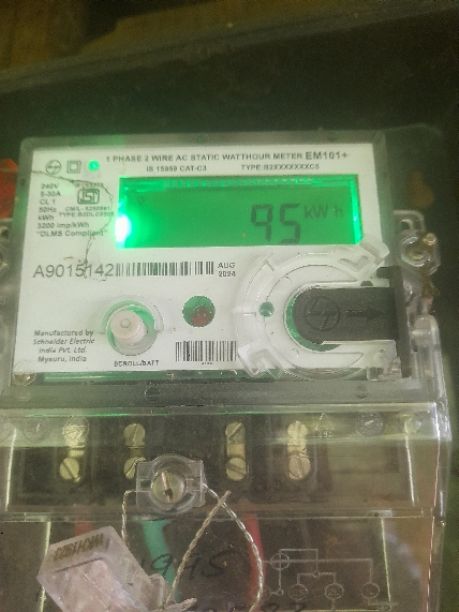 1 PHASE 2 WIRE AC STATIC WATTHOUR METER EM101+
IS 15959 CAT-C3 TYPE:B2XXXXXXXC5
240V
5-30A
CL 1
50Hz
kWh
3200 imp/kWh
"DLMS Compliant"
95 kWh
A9015142
AUG
2024
Manufactured by
Schneider Electric
India Pvt. Ltd.
Mysuru, India
SCROLL/BATT